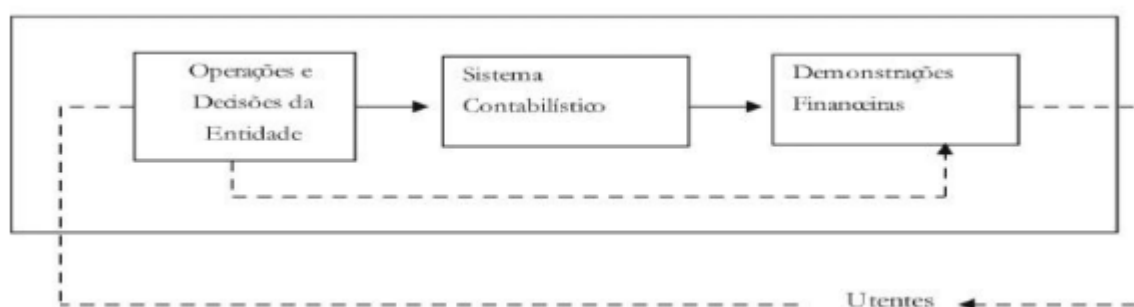 Operações e
Decisões da
Entidade
Sistema
Contabilístico
Demonstrações
Financeiras
Utentes